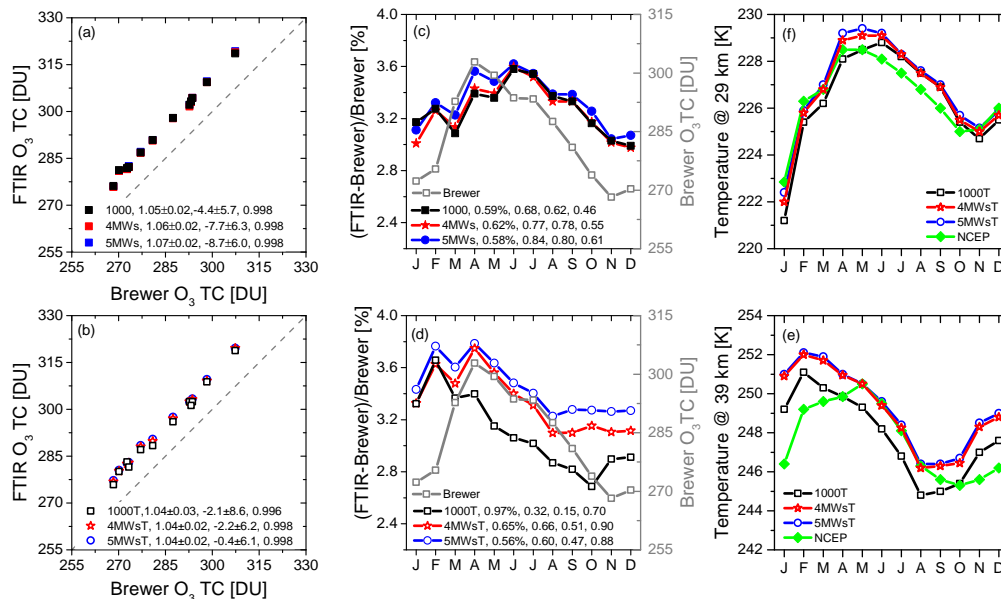 (a)
330
315
300
285
270
255
FTIR O3 TC [DU]
1000, 1.05±0.02,-4.4±5.7, 0.998
4MWs, 1.06±0.02, -7.7±6.3, 0.998
5MWs, 1.07±0.02, -8.7±6.0, 0.998
255 270 285 300 315 330
Brewer O3 TC [DU]
(c)
4.0
3.6
3.2
2.8
2.4
(FTIR-Brewer)/Brewer [%]
Brewer
1000, 0.59%, 0.68, 0.62, 0.46
4MWs, 0.62%, 0.77, 0.78, 0.55
5MWs, 0.58%, 0.84, 0.80, 0.61
J F M A M J J A S O N D
315
300
285
270
255
Brewer O3TC [DU]
(f)
230
228
226
224
222
220
Temperature @ 29 km [K]
1000T
4MWsT
5MWsT
NCEP
J F M A M J J A S O N D
(b)
330
315
300
285
270
255
FTIR O3 TC [DU]
1000T,1.04±0.03, -2.1±8.6, 0.996
4MWsT, 1.04±0.02, -2.2±6.2, 0.998
5MWsT, 1.04±0.02, -0.4±6.1, 0.998
255 270 285 300 315 330
Brewer O3 TC [DU]
(d)
4.0
3.6
3.2
2.8
2.4
(FTIR-Brewer)/Brewer [%]
Brewer
1000T, 0.97%, 0.32, 0.15, 0.70
4MWsT, 0.65%, 0.66, 0.51, 0.90
5MWsT, 0.56%, 0.60, 0.47, 0.88
J F M A M J J A S O N D
315
300
285
270
255
Brewer O3TC [DU]
(e)
254
252
250
248
246
244
242
Temperature @ 39 km [K]
1000T
4MWsT
5MWsT
NCEP
J F M A M J J A S O N D